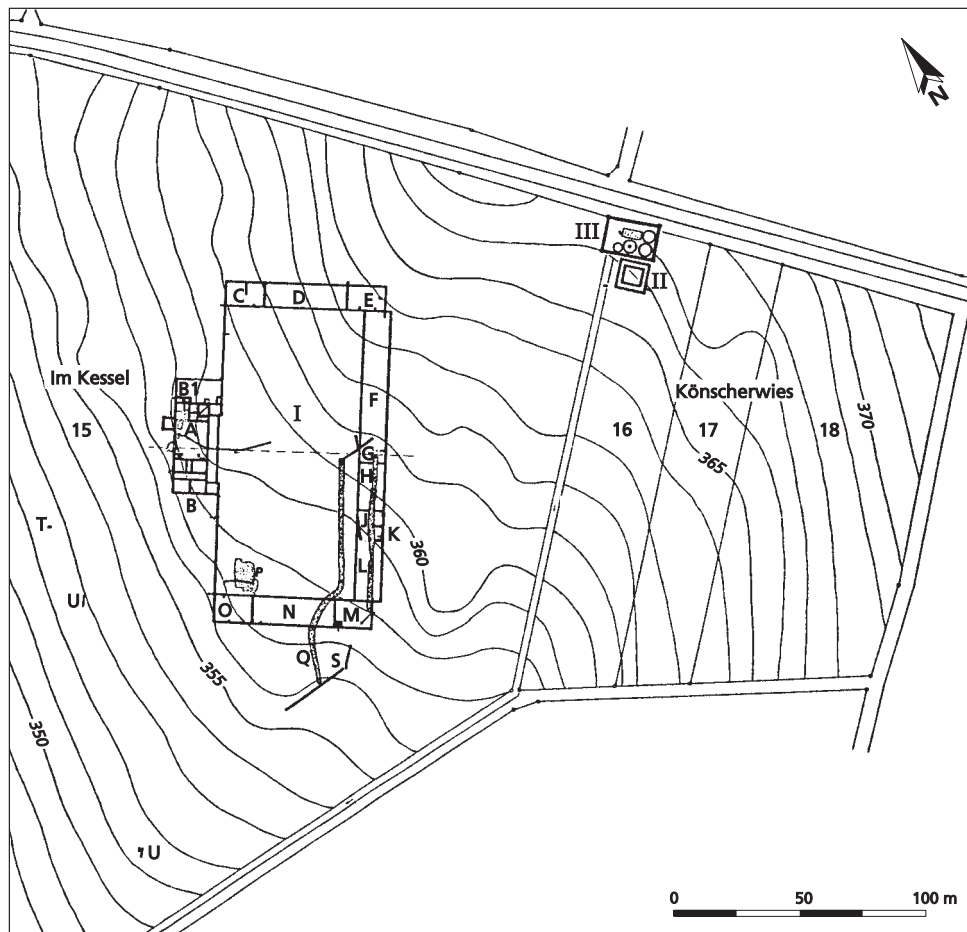 N
III
II
C D E
Im Kessel
B1
I
F
Könscherwies
15
A
16 17 18
370
365
G
H
B
J
K
360
T
L
P
U
O N M
Q S
355
350
U
0 50 100 m